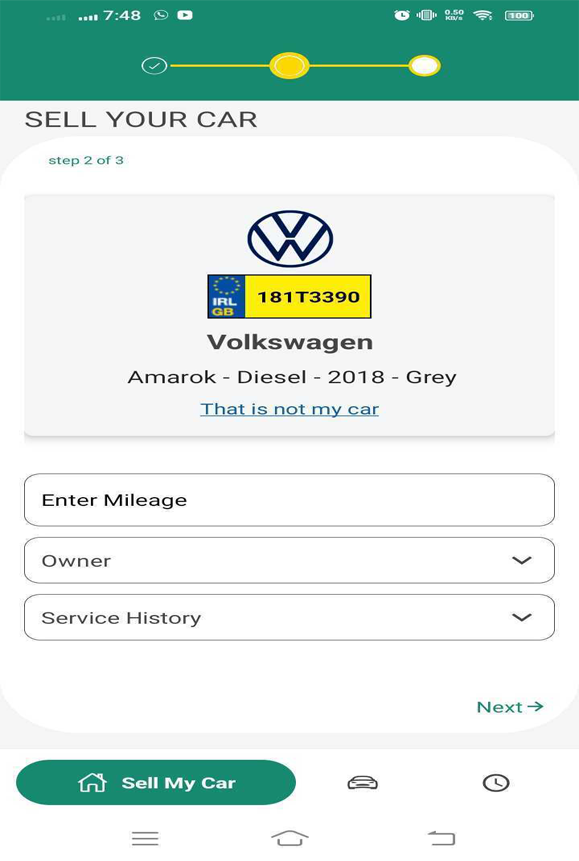 7:48
0.50
KB/s
100
SELL YOUR CAR
step 2 of 3
IRL
GB
181T3390
Volkswagen
Amarok - Diesel - 2018 - Grey
That is not my car
Enter Mileage
Owner
Service History
Next
Sell My Car